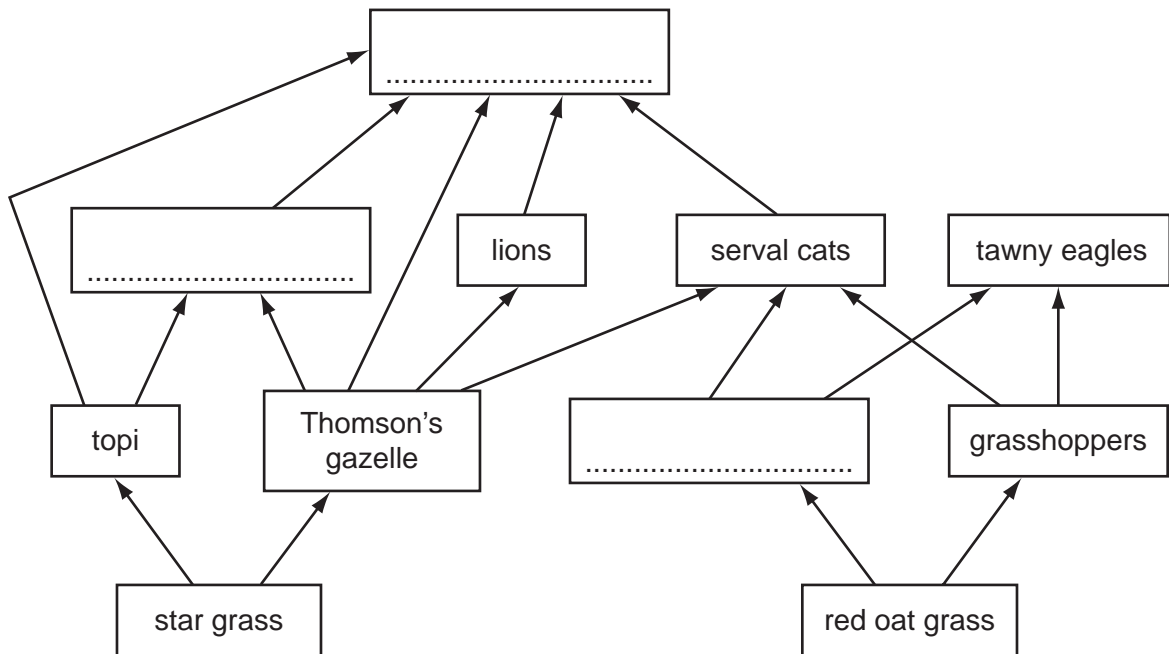 lions
serval cats
tawny eagles
topi
Thomson's
gazelle
grasshoppers
star grass
red oat grass